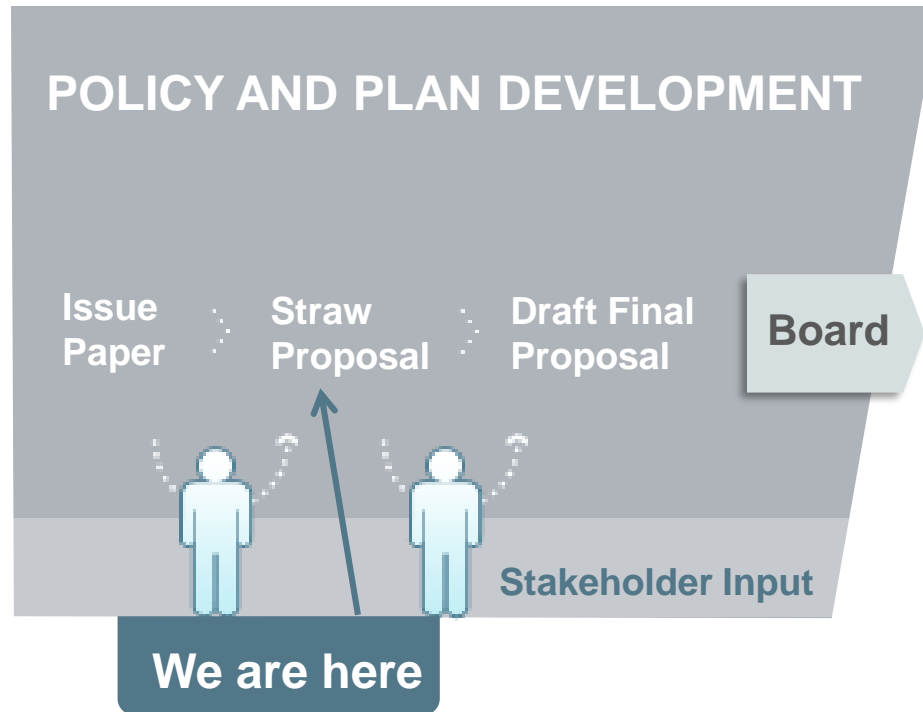 POLICY AND PLAN DEVELOPMENT
Issue
Paper
Straw
Proposal
Draft Final
Proposal
Board
Stakeholder Input
We are here